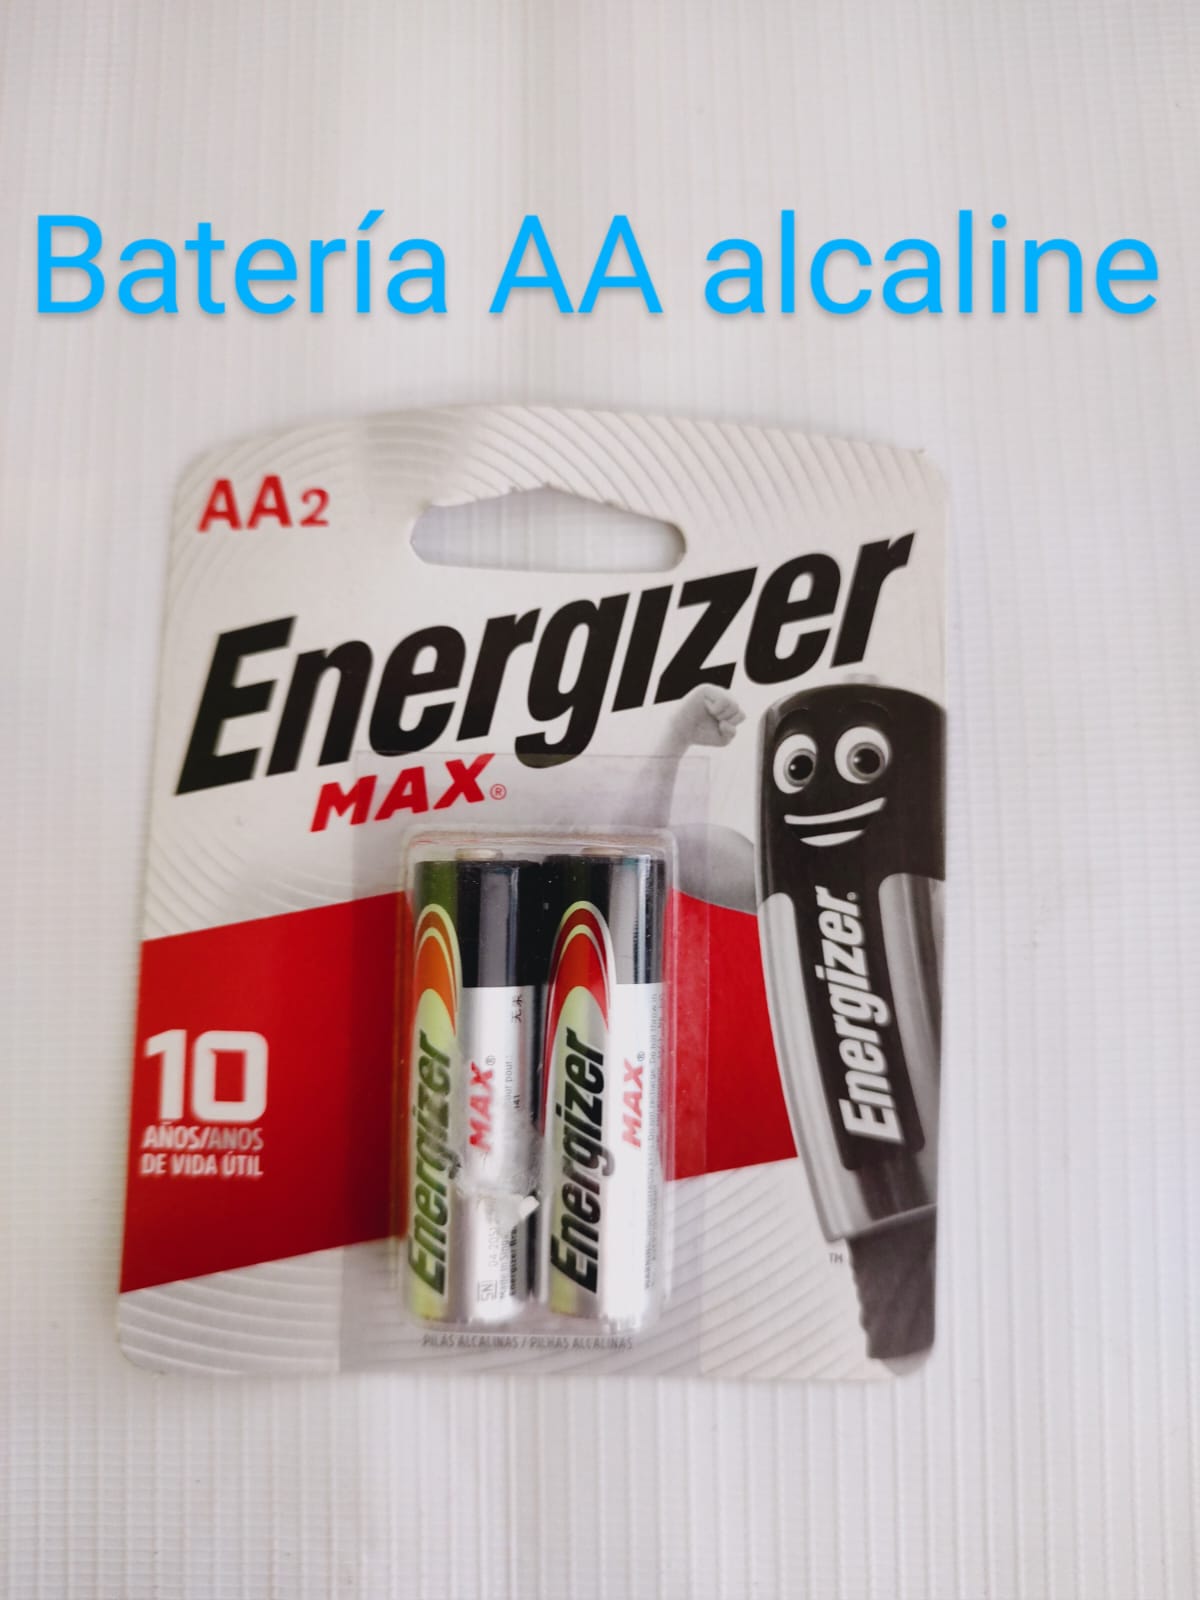 Batería AA alcaline
AA2
Energizer
MAX®
10
AÑOS/ANOS
DE VIDA ÚTIL
Energizer
MAX®
Energizer
MAX®
Energizer®
TM
PILAS ALCALINAS / PILHAS ALCALINAS